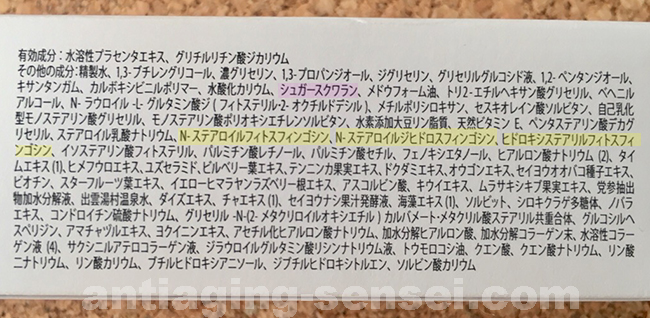 有効成分：水溶性プラセンタエキス、グリチルリチン酸ジカリウム
その他の成分：精製水、1,3-ブチレングリコール、濃グリセリン、1,3-プロパンジオール、ジグリセリン、グリセリルグルコシド液、1,2-ペンタンジオール、
キサンタンガム、カルボキシビニルポリマー、水酸化カリウム、シュガースクワラン、メドウフォーム油、トリ2-エチルヘキサン酸グリセリル、ベヘニル
アルコール、N-ラウロイル-L-グルタミン酸ジ(フィトステリル・2-オクチルドデシル)、メチルポリシロキサン、セスキオレイン酸ソルビタン、自己乳化
型モノステアリン酸グリセリル、モノステアリン酸ポリオキシエチレンソルビタン、水素添加大豆リン脂質、天然ビタミンE、ペンタステアリン酸デカグ
リセリル、ステアロイル乳酸ナトリウム、N-ステアロイルフィトスフィンゴシン、N-ステアロイルジヒドロスフィンゴシン、ヒドロキシステアリルフィトスフィ
ンゴシン、イソステアリン酸フィトステリル、パルミチン酸レチノール、パルミチン酸セチル、フェノキシエタノール、ヒアルロン酸ナトリウム(2)、タイ
ムエキス(1)、ヒメフウロエキス、ユズセラミド、ビルベリー葉エキス、テンニンカ果実エキス、ドクダミエキス、オウゴンエキス、セイヨウオオバコ種子エキス、
ビオチン、スターフルーツ葉エキス、イエローヒマラヤンラズベリー根エキス、アスコルビン酸、キウイエキス、ムラサキシキブ果実エキス、党参抽出
物加水分解液、出雲湯村温泉水、ダイズエキス、チャエキス(1)、セイヨウナシ果汁発酵液、海藻エキス(1)、ソルビット、シロキクラゲ多糖体、ノバラ
エキス、コンドロイチン硫酸ナトリウム、グリセリル-N-(2-メタクリロイルオキシエチル)カルバメート・メタクリル酸ステアリル共重合体、グルコシルヘ
スペリジン、アマチャヅルエキス、ヨクイニンエキス、アセチル化ヒアルロン酸ナトリウム、加水分解ヒアルロン酸、加水分解コラーゲン末、水溶性コラ
ーゲン液(4)、サクシニルアテロコラーゲン液、ジラウロイルグルタミン酸リシンナトリウム液、トウモロコシ油、クエン酸、クエン酸ナトリウム、リン酸
二ナトリウム、リン酸カリウム、ブチルヒドロキシアニソール、ジブチルヒドロキシトルエン、ソルビン酸カリウム
antiaging-sensei.com